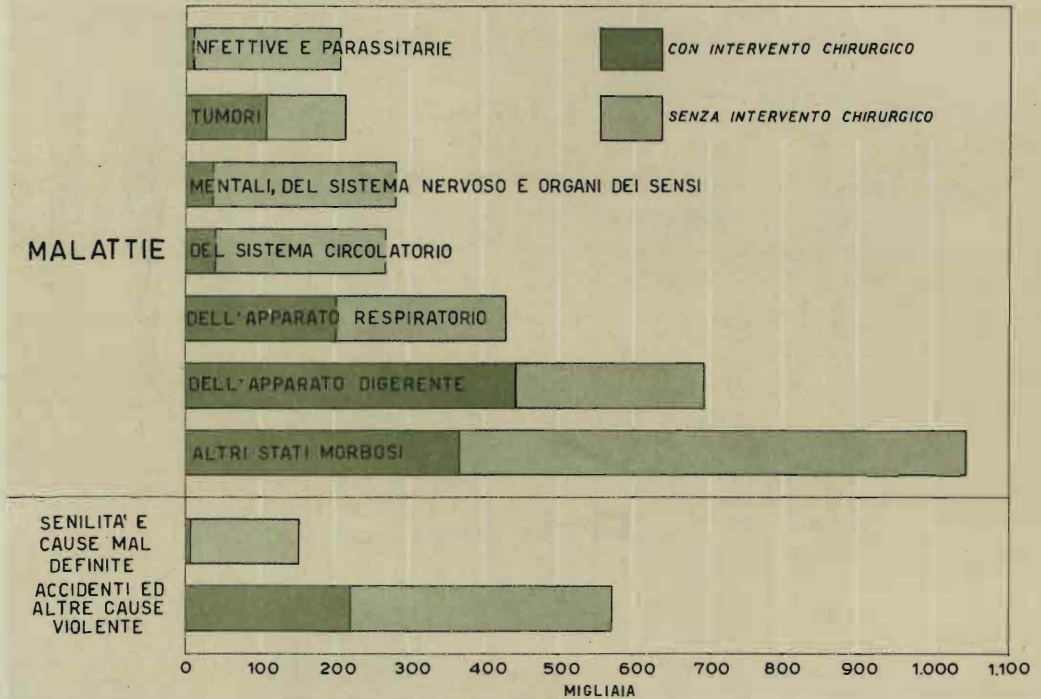 INFETTIVE E PARASSITARIE
CON INTERVENTO CHIRURGICO
TUMORI
SENZA INTERVENTO CHIRURGICO
MENTALI, DEL SISTEMA NERVOSO E ORGANI DEI SENSI
MALATTIE
DEL SISTEMA CIRCOLATORIO
DELL'APPARATO RESPIRATORIO
DELL'APPARATO DIGERENTE
ALTRI STATI MORBOSI
SENILITA' E
CAUSE MAL
DEFINITE
ACCIDENTI ED
ALTRE CAUSE
VIOLENTE
0 100 200 300 400 500 600 700 800 900 1.000 1.100
MIGLIAIA